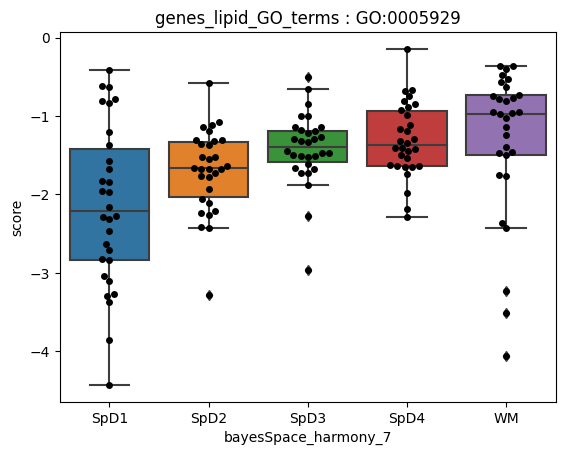 genes_lipid_GO_terms : GO:0005929
0
−1
−2
−3
−4
score
SpD1 SpD2 SpD3 SpD4 WM
bayesSpace_harmony_7